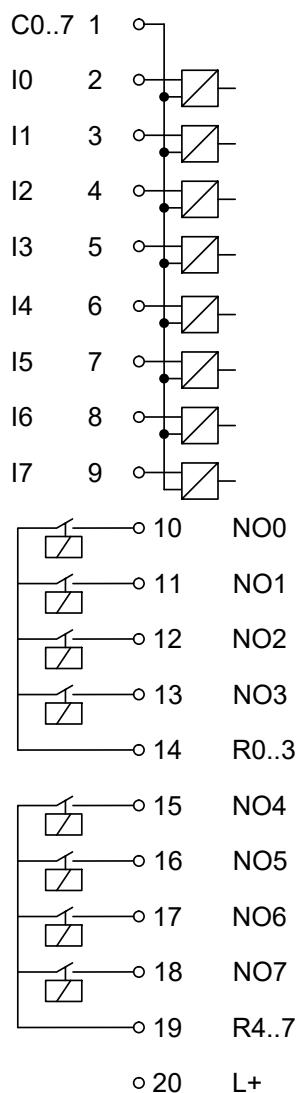 C0..7 1
I0 2
I1 3
I2 4
I3 5
I4 6
I5 7
I6 8
I7 9
10 NO0
11 NO1
12 NO2
13 NO3
14 R0..3
15 NO4
16 NO5
17 NO6
18 NO7
19 R4..7
20 L+